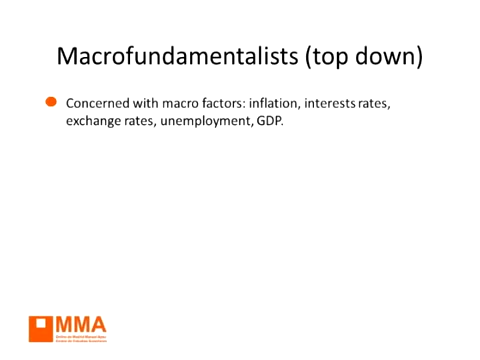 Macrofundamentalists (top down)
Concerned with macro factors: inflation, interests rates,
exchange rates, unemployment, GDP.
MMA